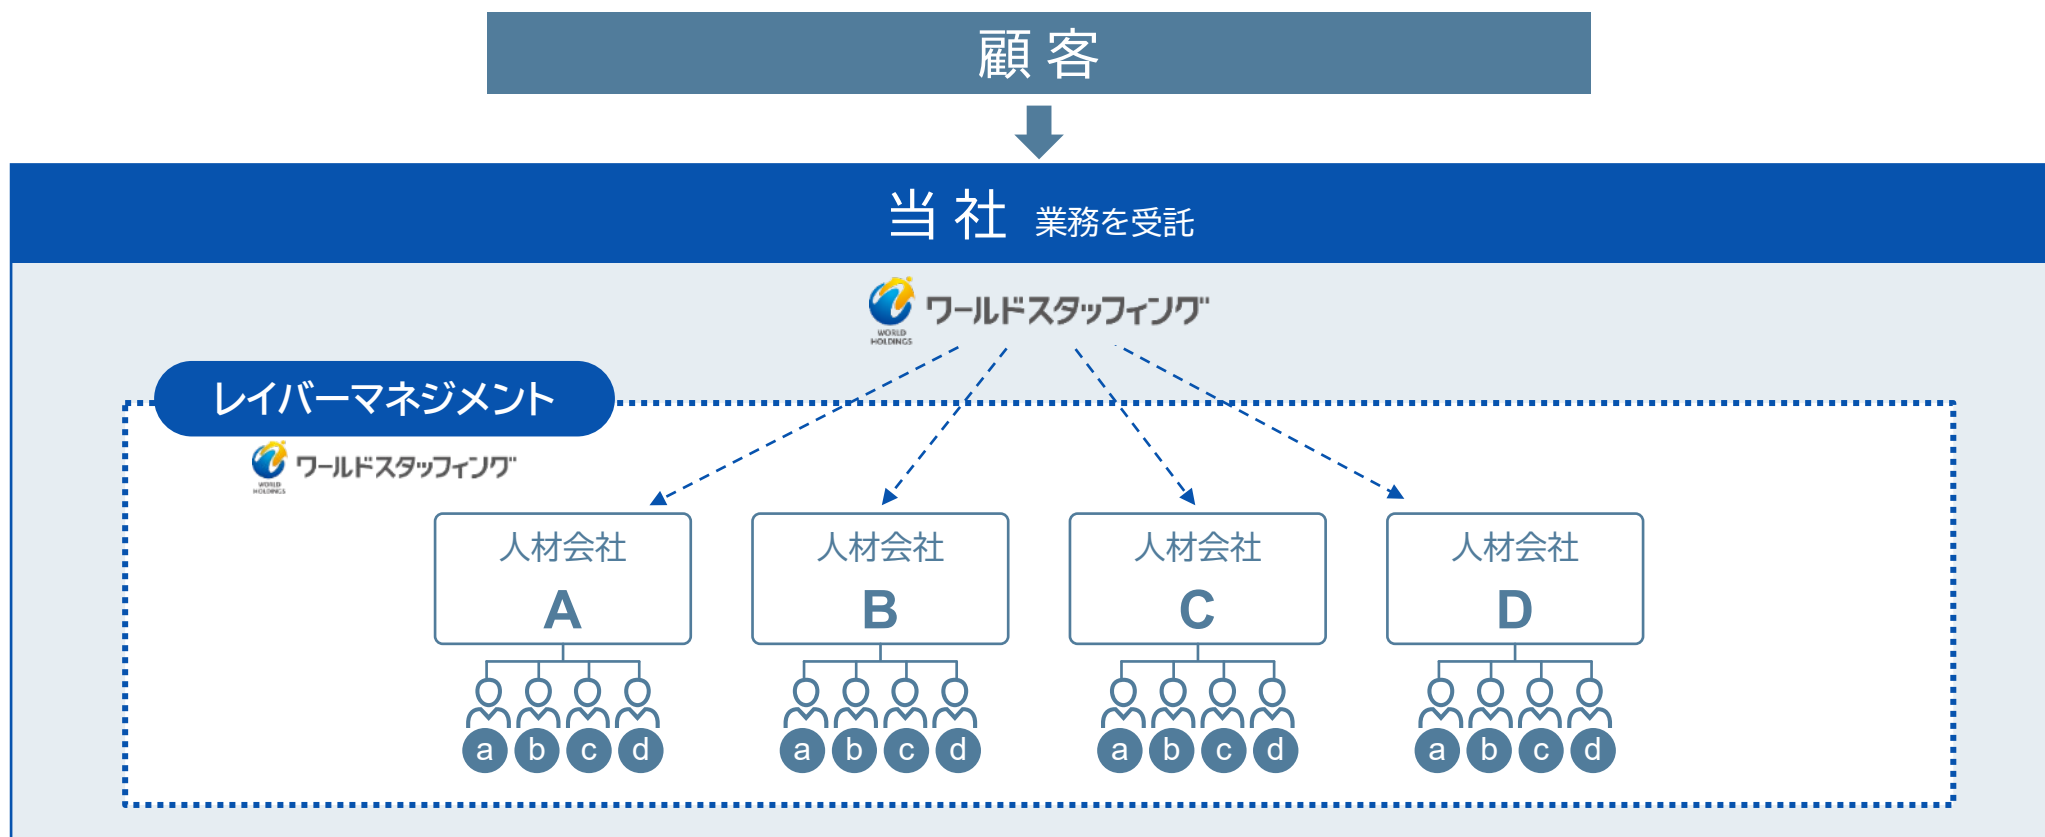 顧客
当社 業務を受託
WORLD
HOLDINGS
ワールドスタッフィング
レイバーマネジメント
WORLD
HOLDINGS
ワールドスタッフィング
人材会社 人材会社 人材会社 人材会社
A B C D
a b c d a b c d a b c d a b c d